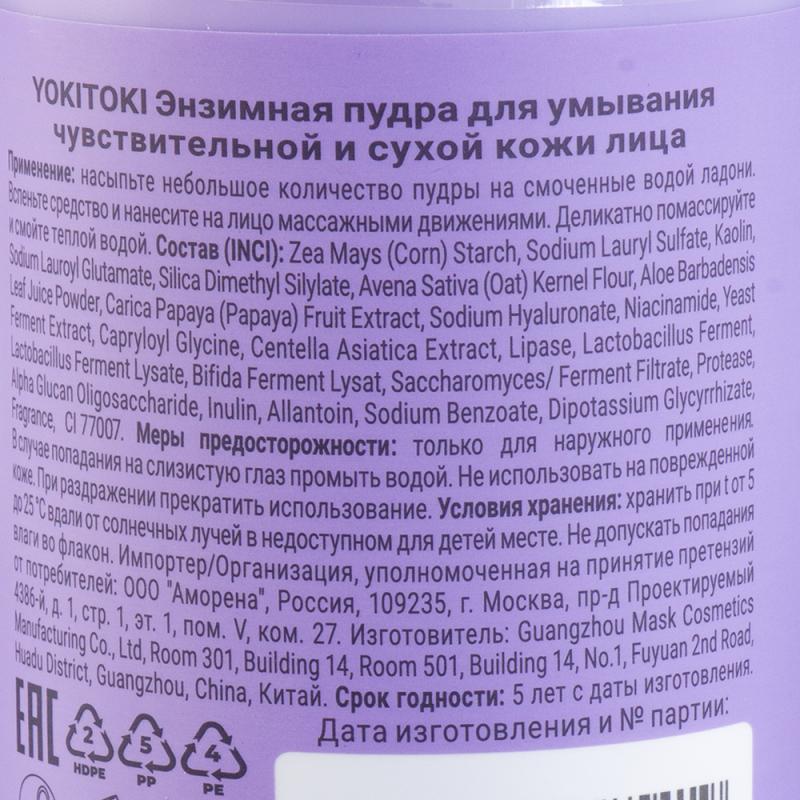 YOKITOKI Энзимная пудра для умывания
чувствительной и сухой кожи лица
Применение: насыпьте небольшое количество пудры на смоченные водой ладони.
Вспеньте средство и нанесите на лицо массажными движениями. Деликатно помассируйте
и смойте теплой водой. Состав (INCI): Zea Mays (Corn) Starch, Sodium Lauryl Sulfate, Kaolin,
Sodium Lauroyl Glutamate, Silica Dimethyl Silylate, Avena Sativa (Oat) Kernel Flour, Aloe Barbadensis
Leaf Juice Powder, Carica Papaya (Papaya) Fruit Extract, Sodium Hyaluronate, Niacinamide, Yeast
Ferment Extract, Capryloyl Glycine, Centella Asiatica Extract, Lipase, Lactobacillus Ferment,
Lactobacillus Ferment Lysate, Bifida Ferment Lysat, Saccharomyces/ Ferment Filtrate, Protease,
Alpha Glucan Oligosaccharide, Inulin, Allantoin, Sodium Benzoate, Dipotassium Glycyrrhizate,
Fragrance, CI 77007. Меры предосторожности: только для наружного применения.
В случае попадания на слизистую глаз промыть водой. Не использовать на поврежденной
коже. При раздражении прекратить использование. Условия хранения: хранить при t от 5
до 25 °C вдали от солнечных лучей в недоступном для детей месте. Не допускать попадания
влаги во флакон. Импортер/Организация, уполномоченная на принятие претензий
от потребителей: ООО "Аморена", Россия, 109235, г. Москва, пр-д Проектируемый
4386-й, д. 1, стр. 1, эт. 1, пом. V, ком. 27. Изготовитель: Guangzhou Mask Cosmetics
Manufacturing Co., Ltd, Room 301, Building 14, Room 501, Building 14, No.1, Fuyuan 2nd Road,
Huadu District, Guangzhou, China, Китай. Срок годности: 5 лет с даты изготовления.
Дата изготовления и № партии:
EAC 2 5 4
HDPE PP PE